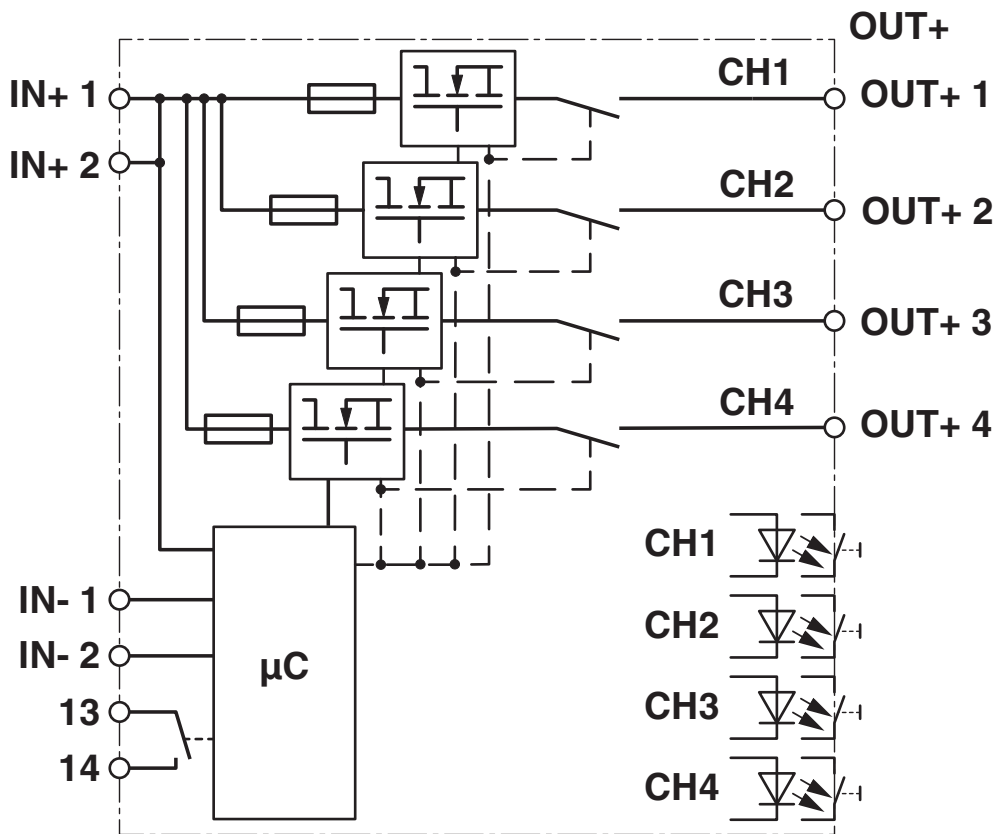 OUT+
IN+ 1
CH1
OUT+ 1
IN+ 2
CH2
OUT+ 2
CH3
OUT+ 3
CH4
OUT+ 4
CH1
IN- 1
CH2
IN- 2
µC
13
CH3
14
CH4